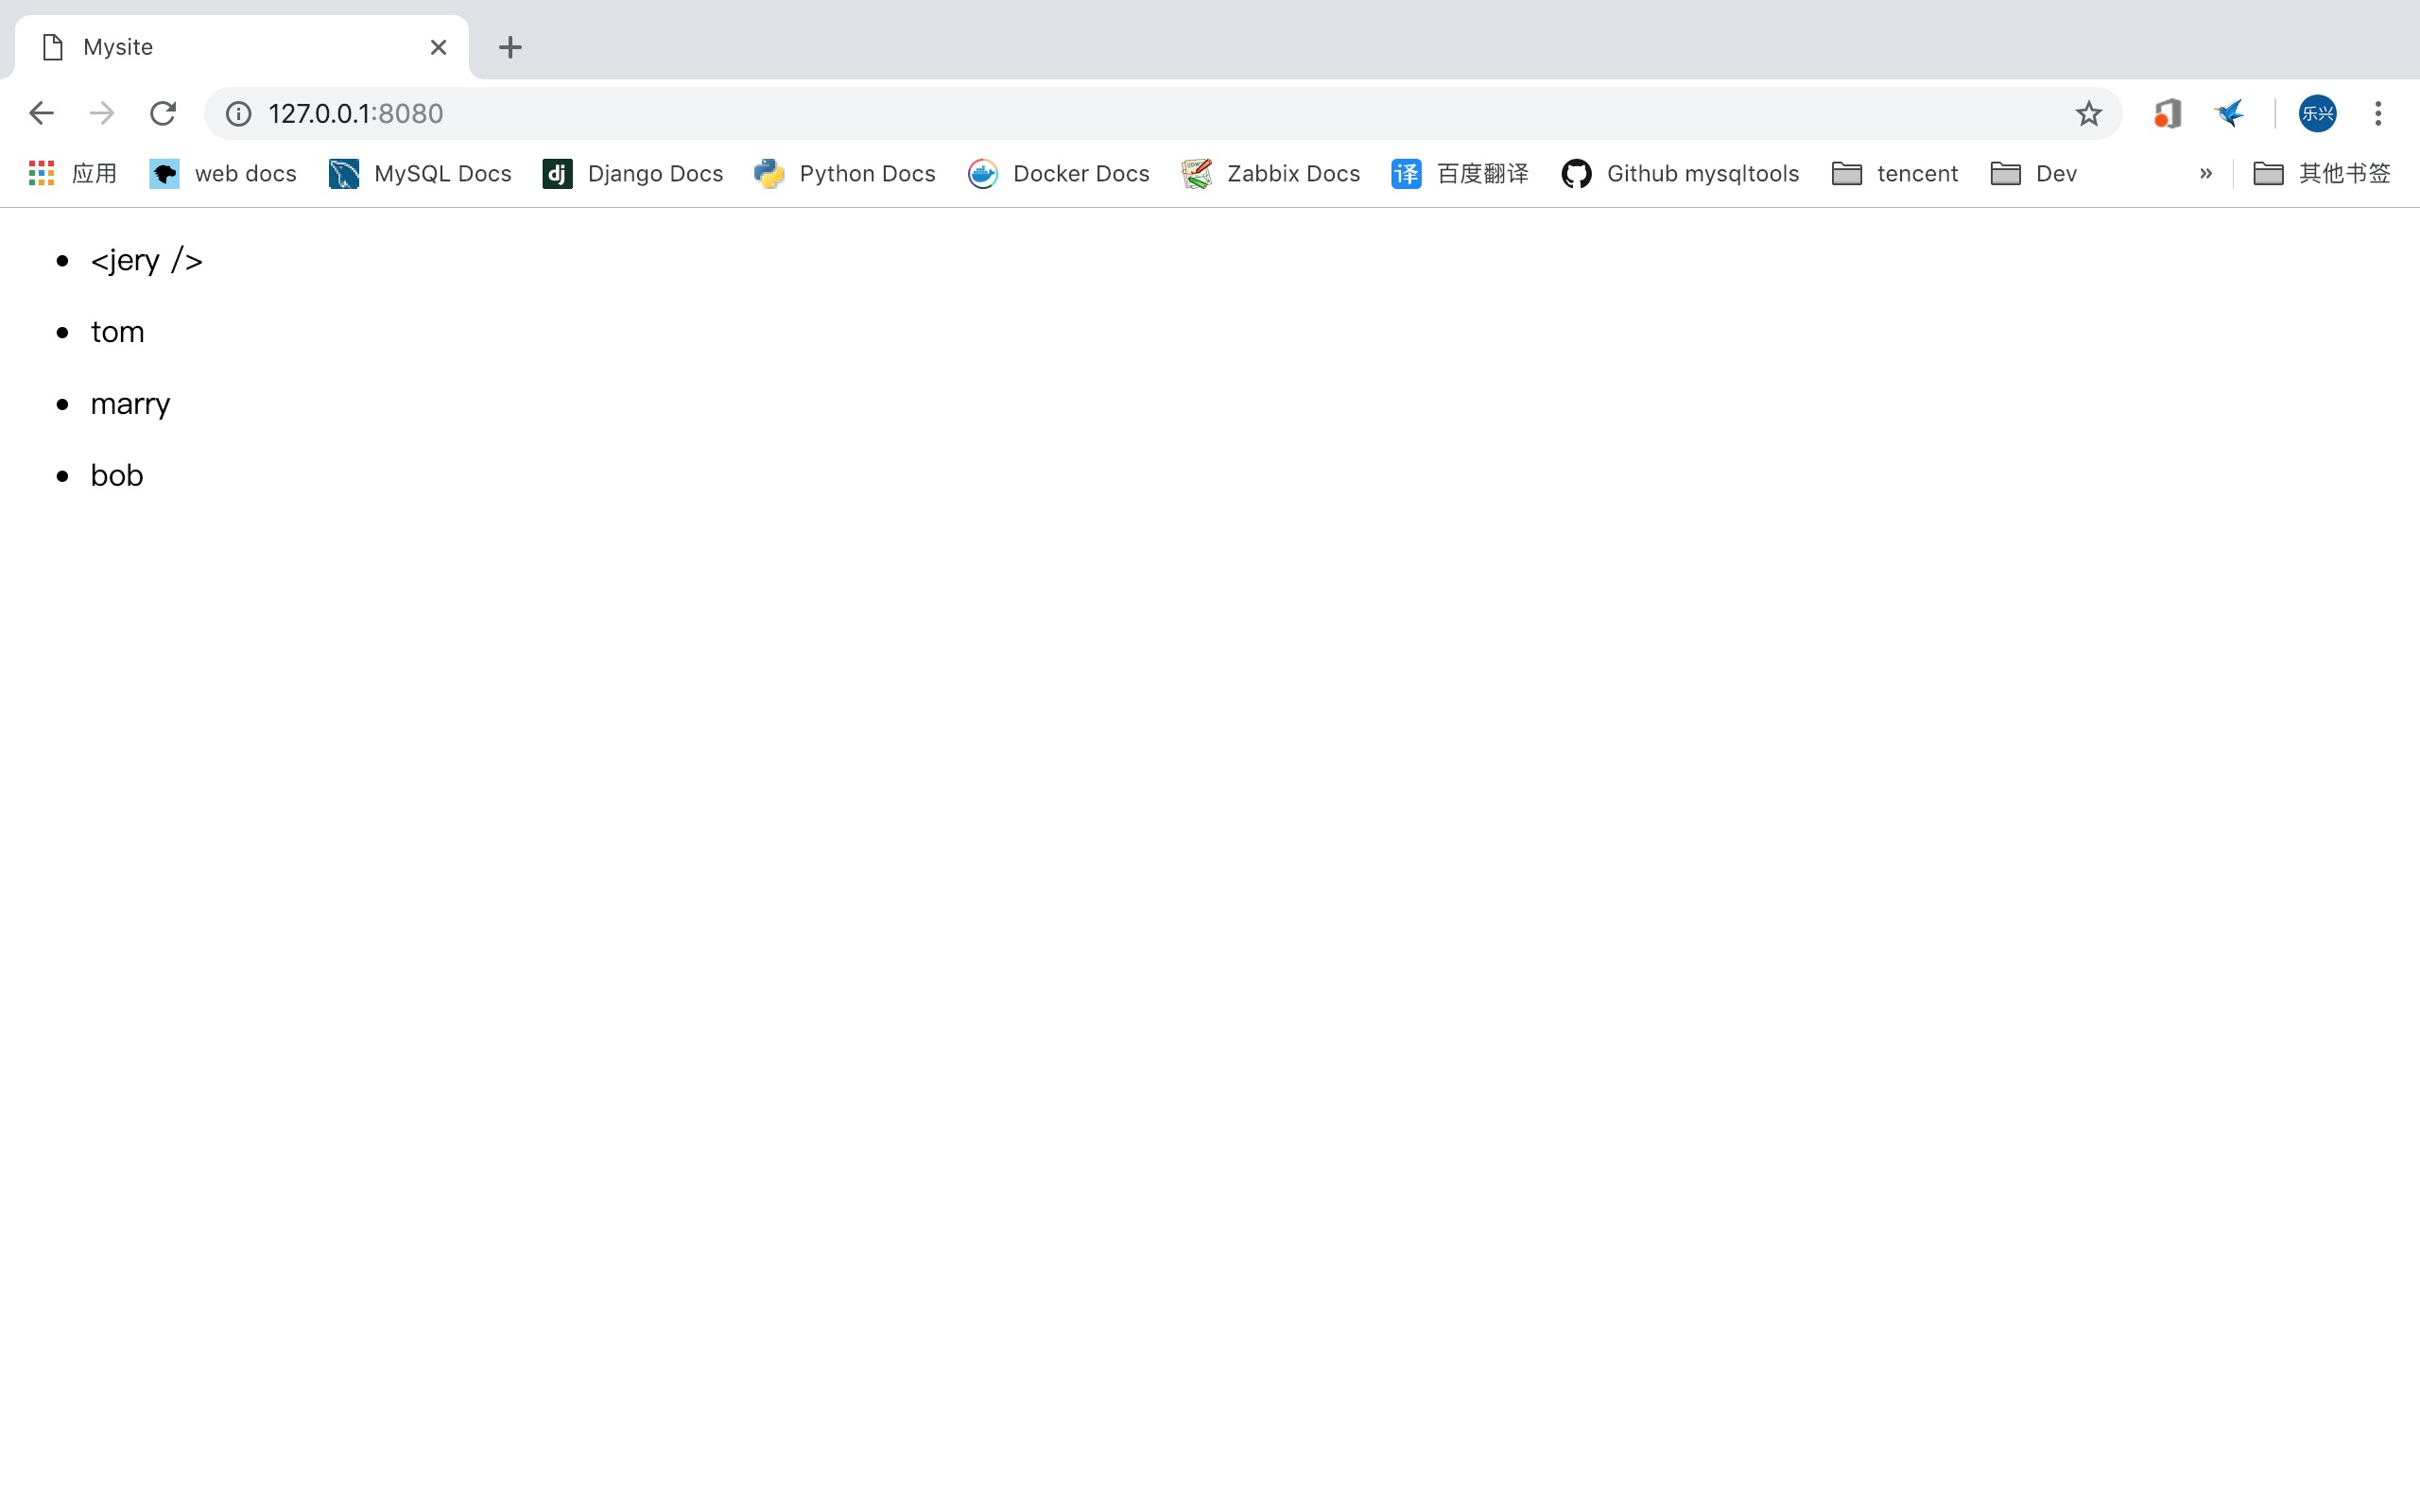 Mysite
127.0.0.1:8080
乐兴
应用 web docs MySQL Docs dj Django Docs Python Docs Docker Docs Zabbix Docs 译 百度翻译 Github mysqltools tencent Dev » 其他书签
<jery />
tom
marry
bob